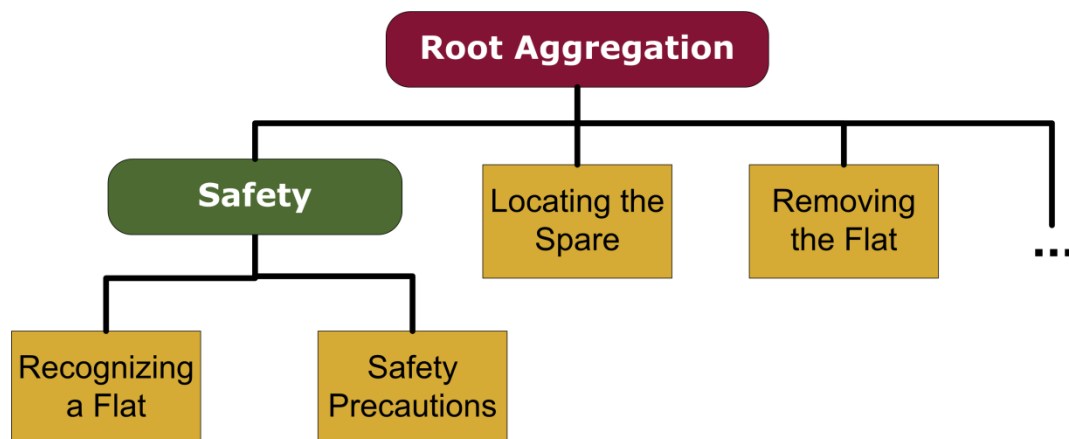 Root Aggregation
Safety
Locating the
Spare
Removing
the Flat
...
Recognizing
a Flat
Safety
Precautions